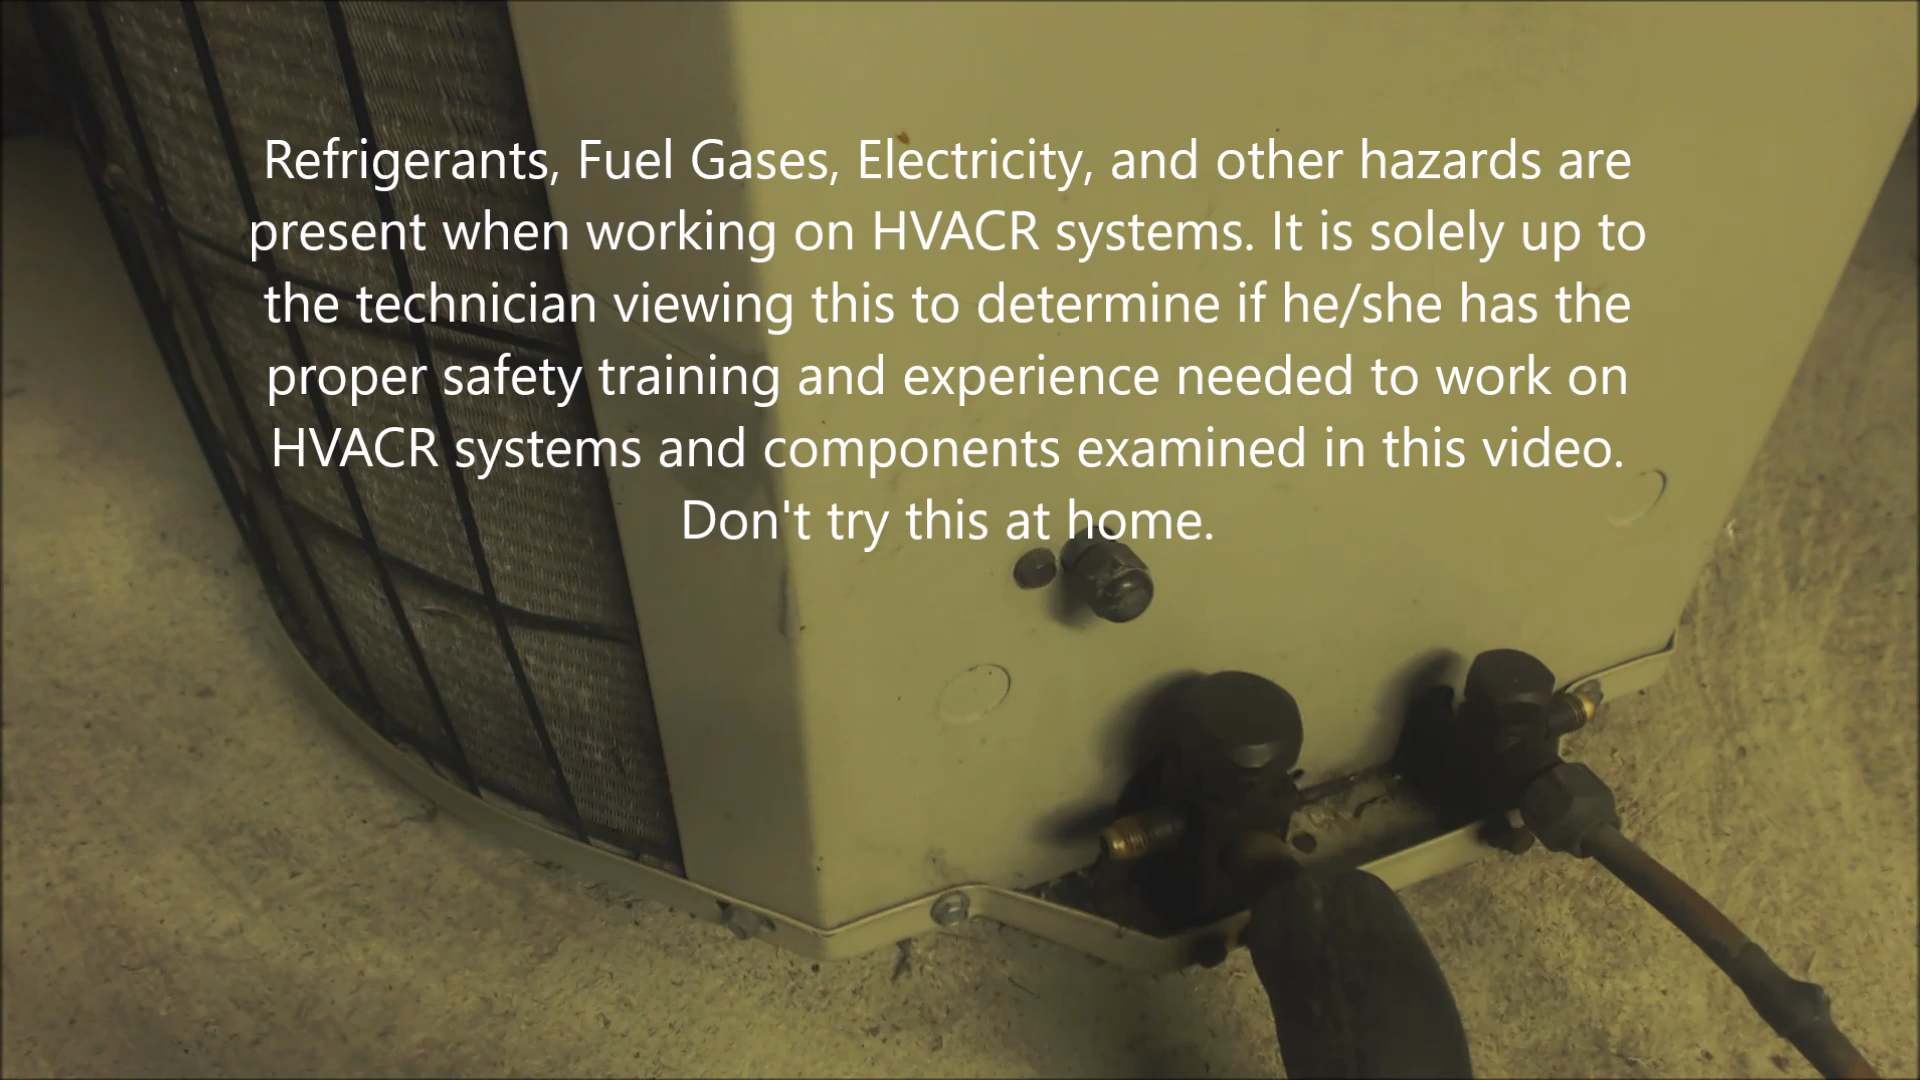 Refrigerants, Fuel Gases, Electricity, and other hazards are
present when working on HVACR systems. It is solely up to
the technician viewing this to determine if he/she has the
proper safety training and experience needed to work on
HVACR systems and components examined in this video.
Don't try this at home.